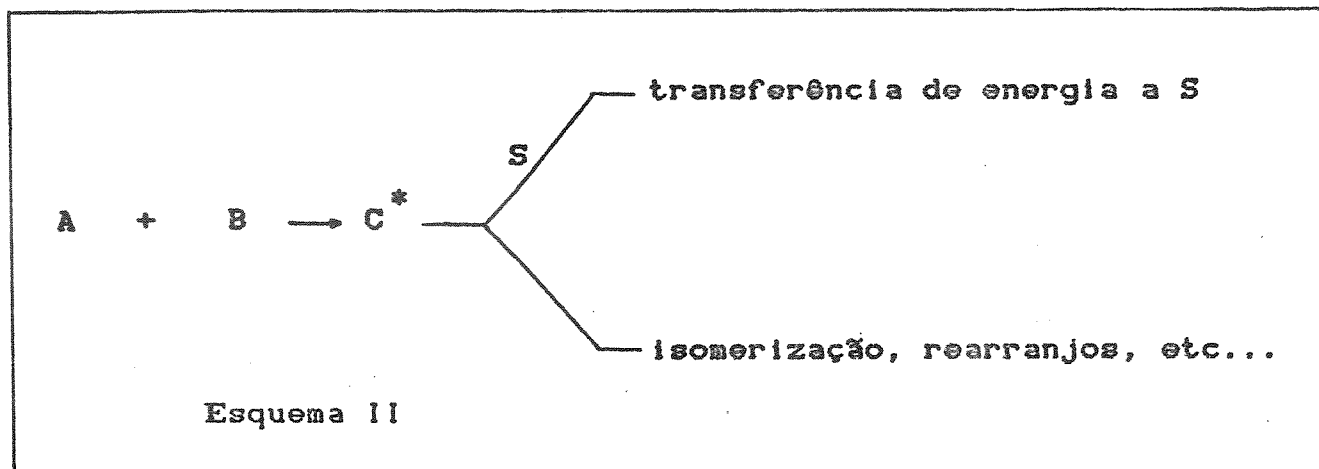 transferência de energia a S
S
A + B → C*
isomerização, rearranjos, etc...
Esquema II